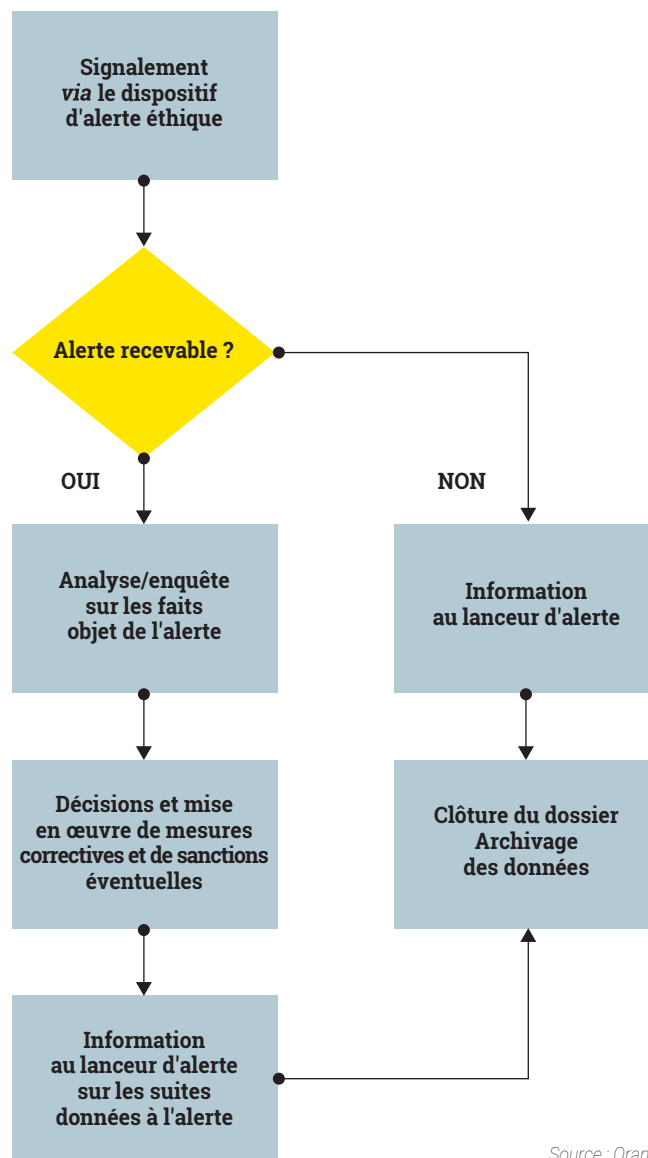 Signalement
via le dispositif
d'alerte éthique
Alerte recevable ?
OUI
NON
Analyse/enquête
sur les faits
objet de l'alerte
Information
au lanceur d'alerte
Décisions et mise
en œuvre de mesures
correctives et de sanctions
éventuelles
Clôture du dossier
Archivage
des données
Information
au lanceur d'alerte
sur les suites
données à l'alerte
Source : Oran